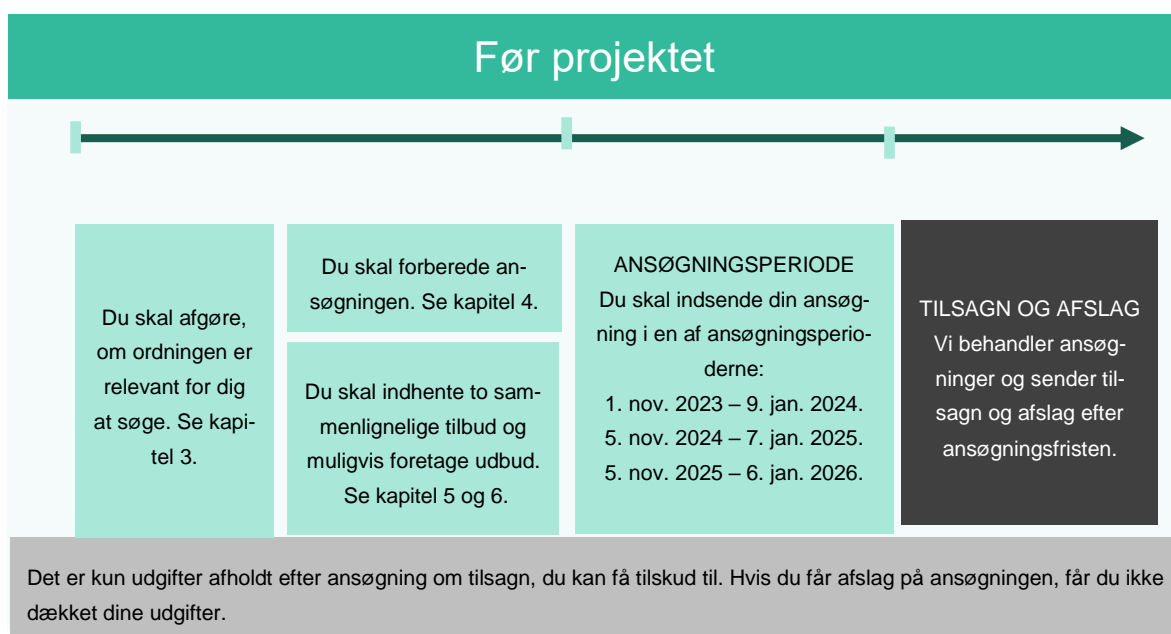 Før projektet
Du skal afgøre,
om ordningen er
relevant for dig
at søge. Se kapi-
tel 3.
Du skal forberede an-
søgningen. Se kapitel 4.
Du skal indhente to sam-
menlignelige tilbud og
muligvis foretage udbud.
Se kapitel 5 og 6.
ANSØGNINGSPERIODE
Du skal indsende din ansøg-
ning i en af ansøgningsperio-
derne:
1. nov. 2023 – 9. jan. 2024.
5. nov. 2024 – 7. jan. 2025.
5. nov. 2025 – 6. jan. 2026.
TILSAGN OG AFSLAG
Vi behandler ansøg-
ninger og sender til-
sagn og afslag efter
ansøgningsfristen.
Det er kun udgifter afholdt efter ansøgning om tilsagn, du kan få tilskud til. Hvis du får afslag på ansøgningen, får du ikke
dækket dine udgifter.